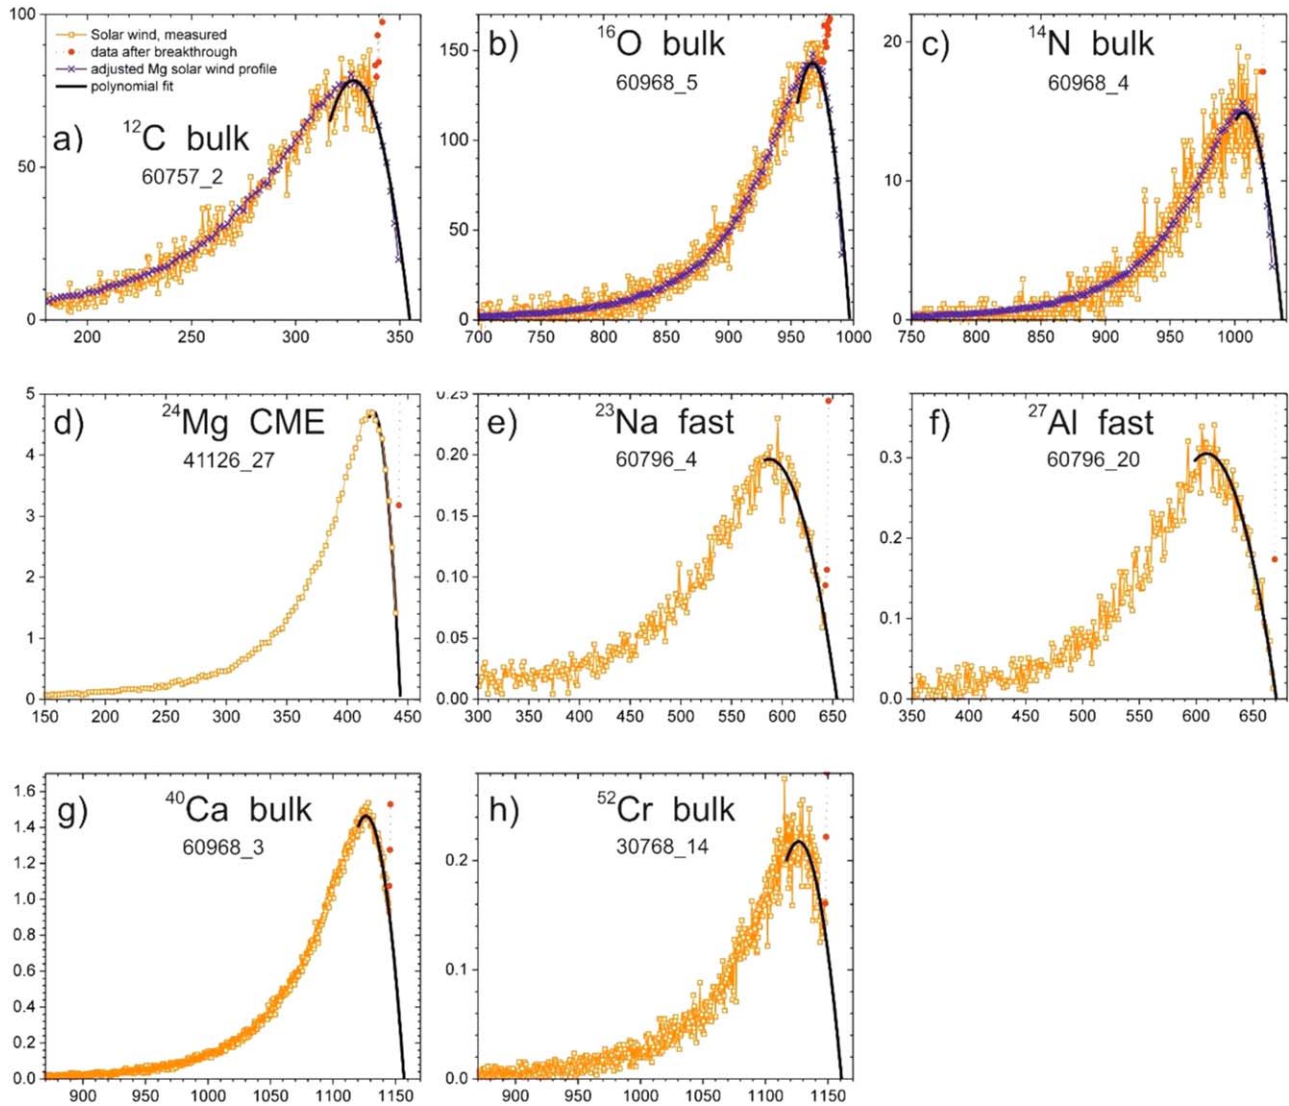 Solar wind, measured
data after breakthrough
adjusted Mg solar wind profile
polynomial fit
a) ¹²C bulk
60757_2
100
50
0
200 250 300 350
b) ¹⁶O bulk
60968_5
150
100
50
0
700 750 800 850 900 950 1000
c) ¹⁴N bulk
60968_4
20
10
0
750 800 850 900 950 1000
d) ²⁴Mg CME
41126_27
5
4
3
2
1
0
150 200 250 300 350 400 450
e) ²³Na fast
60796_4
0.25
0.20
0.15
0.10
0.05
0.00
300 350 400 450 500 550 600 650
f) ²⁷Al fast
60796_20
0.3
0.2
0.1
0.0
350 400 450 500 550 600 650
g) ⁴⁰Ca bulk
60968_3
1.6
1.4
1.2
1.0
0.8
0.6
0.4
0.2
0.0
900 950 1000 1050 1100 1150
h) ⁵²Cr bulk
30768_14
0.2
0.1
0.0
900 950 1000 1050 1100 1150